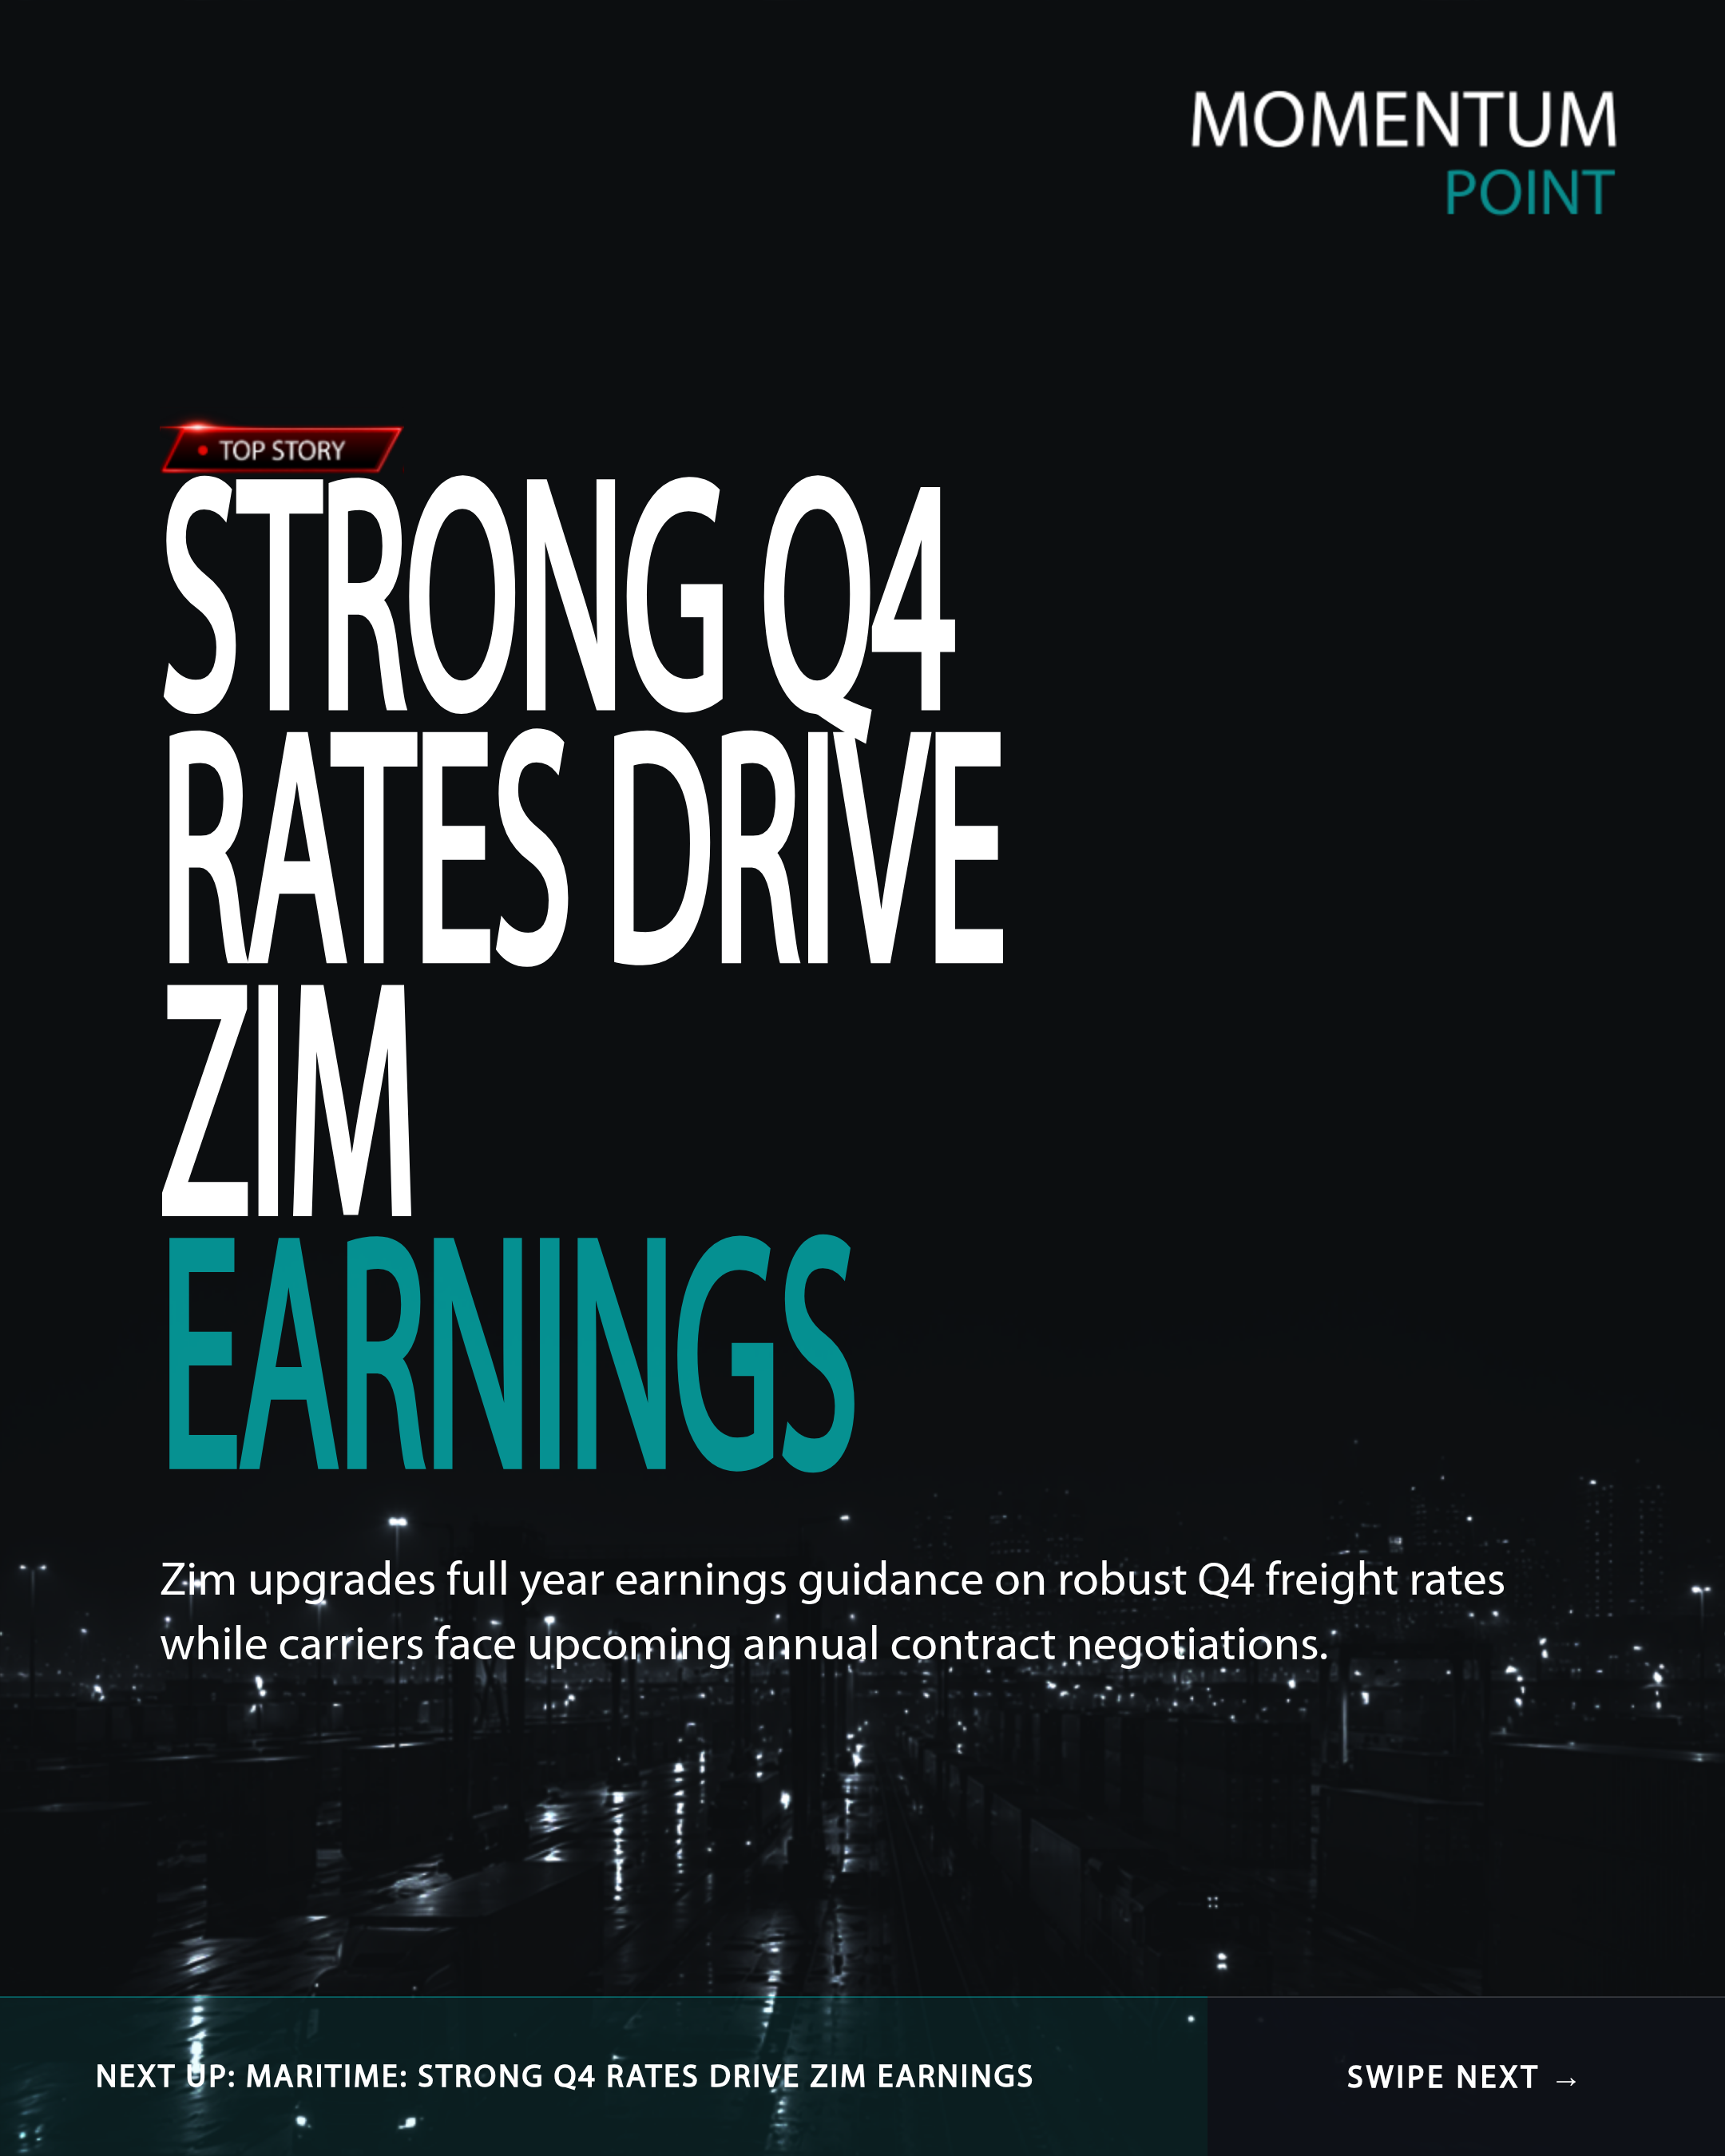 MOMENTUM
POINT
TOP STORY
STRONG Q4
RATES DRIVE
ZIM
EARNINGS
Zim upgrades full year earnings guidance on robust Q4 freight rates
while carriers face upcoming annual contract negotiations.
NEXT UP: MARITIME: STRONG Q4 RATES DRIVE ZIM EARNINGS
SWIPE NEXT →